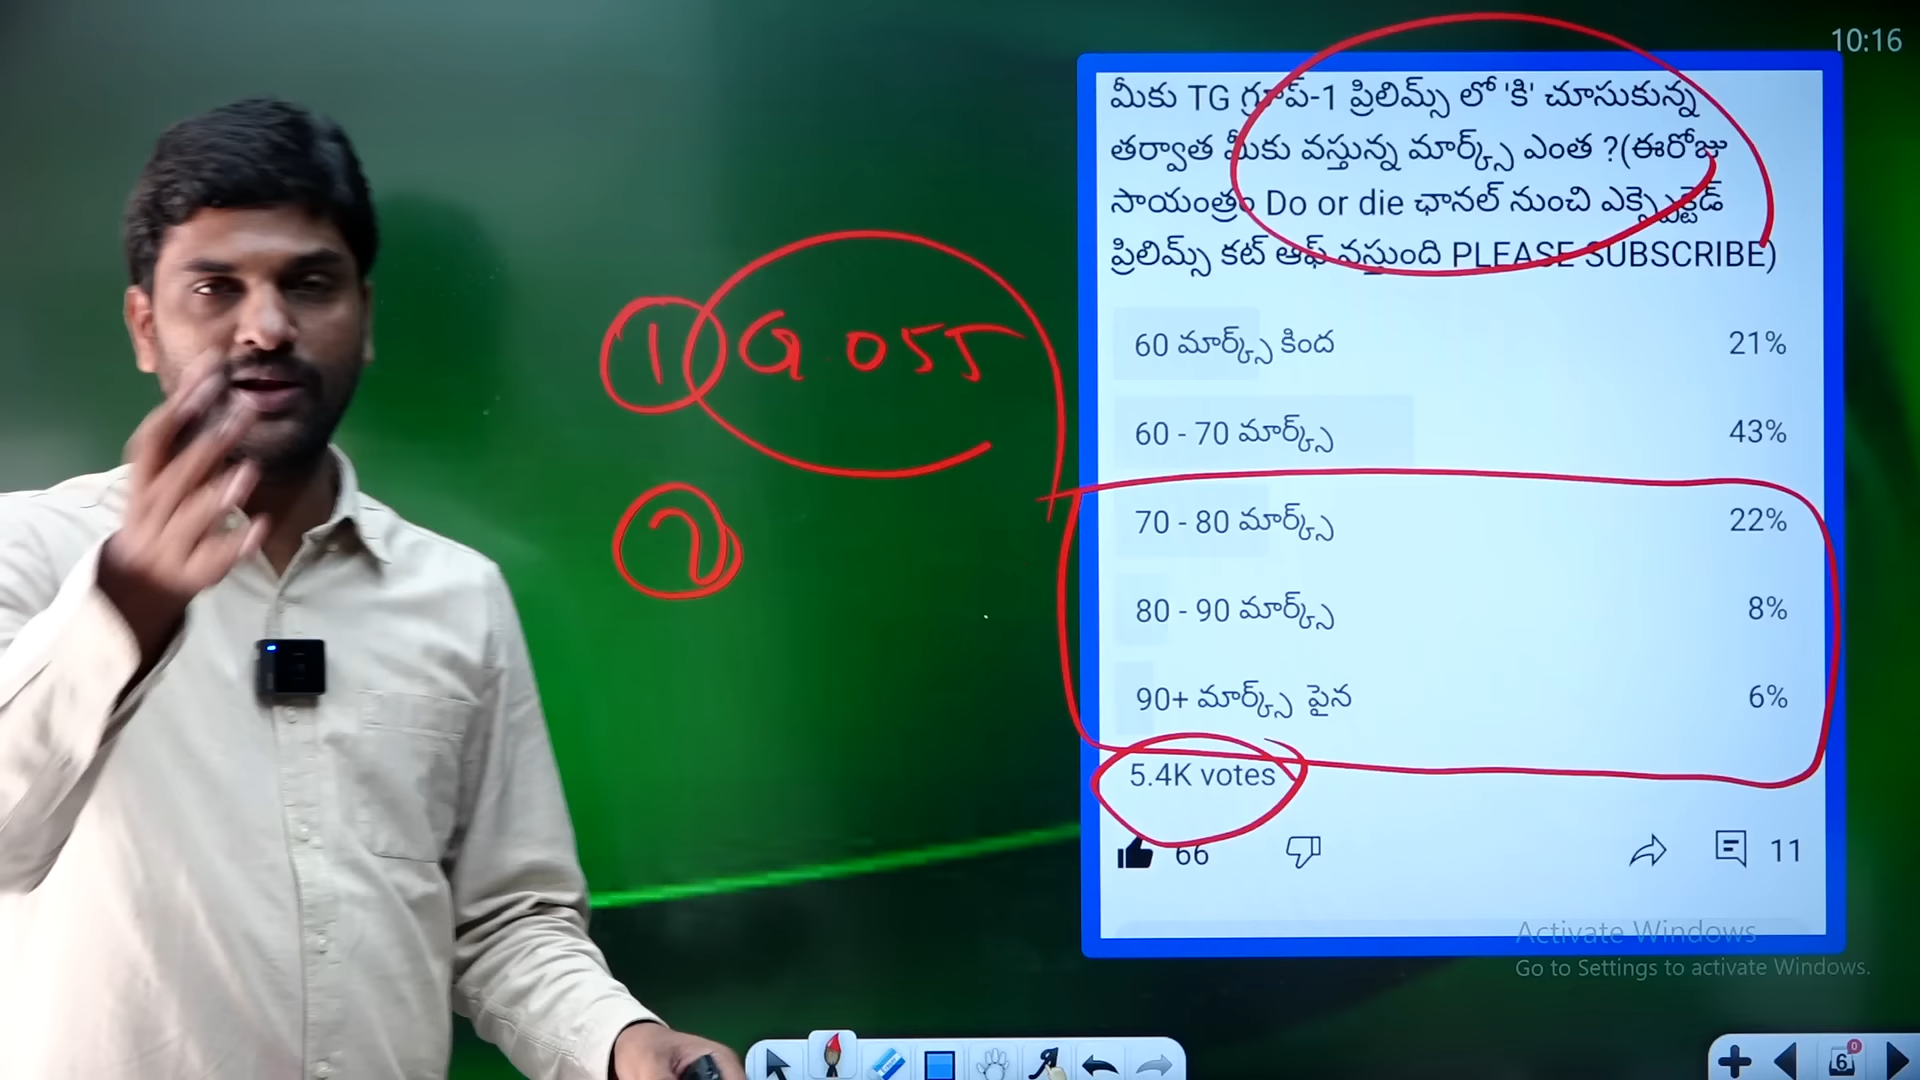 10:16
మీకు TG గ్రూప్-1 ప్రిలిమ్స్ లో 'కి' చూసుకున్న
తర్వాత మీకు వస్తున్న మార్క్స్ ఎంత ?(ఈరోజు
సాయంత్రం Do or die ఛానల్ నుంచి ఎక్స్పెక్టెడ్
ప్రిలిమ్స్ కట్ ఆఫ్ వస్తుంది PLEASE SUBSCRIBE)
60 మార్క్స్ కింద 21%
60 - 70 మార్క్స్ 43%
70 - 80 మార్క్స్ 22%
80 - 90 మార్క్స్ 8%
90+ మార్క్స్ పైన 6%
5.4K votes
66 11
1
2
Activate Windows
Go to Settings to activate Windows.
6
0